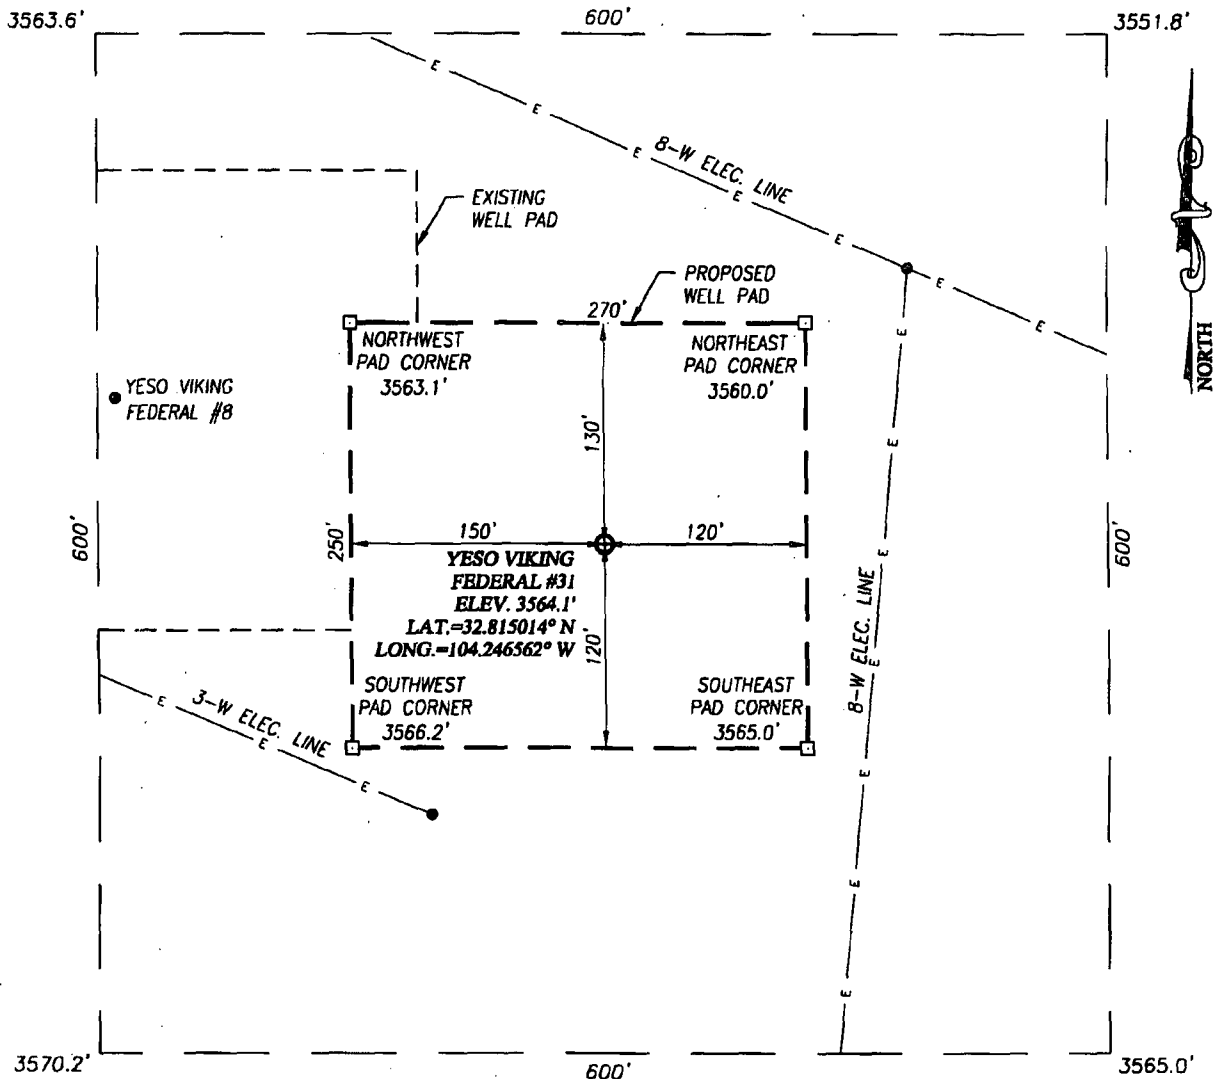 3563.6'
600'
3551.8'
E
E
8-W ELEC. LINE
E
E
E
E
E
EXISTING
WELL PAD
PROPOSED
WELL PAD
270'
NORTHWEST
PAD CORNER
3563.1'
NORTHEAST
PAD CORNER
3560.0'
NORTH
YESO VIKING
FEDERAL #8
130'
E
E
600'
250'
150'
120'
600'
YESO VIKING
FEDERAL #31
ELEV. 3564.1'
LAT.=32.815014° N
LONG.=104.246562° W
120'
E
8-W ELEC. LINE
E
SOUTHWEST
PAD CORNER
3566.2'
SOUTHEAST
PAD CORNER
3565.0'
E
3-W ELEC. LINE
E
E
E
E
E
3570.2'
600'
3565.0'